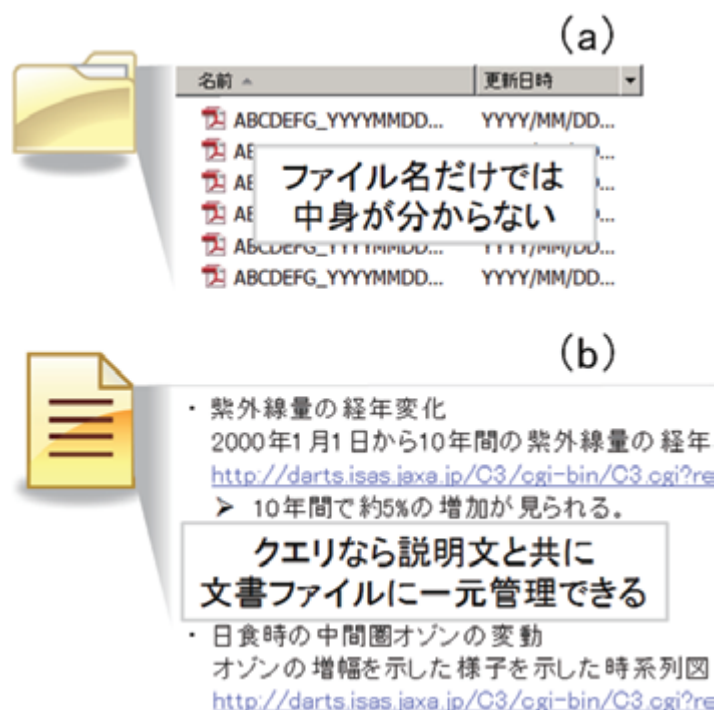 (a)
名前 更新日時
ABCDEFG_YYYYMMDD... YYYY/MM/DD...
ファイル名だけでは
中身が分からない
ABCDEFG_YYYYMMDD... YYYY/MM/DD...
ABCDEFG_YYYYMMDD... YYYY/MM/DD...
(b)
・紫外線量の経年変化
2000年1月1日から10年間の紫外線量の経年
http://darts.isas.jaxa.jp/C3/cgi-bin/C3.cgi?re
➢ 10年間で約5%の増加が見られる。
クエリなら説明文と共に
文書ファイルに一元管理できる
・日食時の中間圏オゾンの変動
オゾンの増幅を示した様子を示した時系列図
http://darts.isas.jaxa.jp/C3/cgi-bin/C3.cgi?re